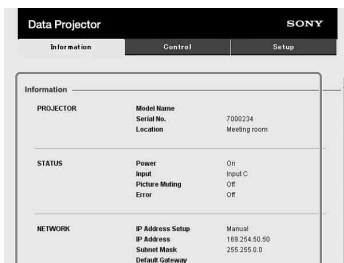 Data Projector SONY
Information Control Setup
Information
PROJECTOR Model Name
Serial No. 7000234
Location Meeting room
STATUS Power On
Input Input C
Picture Muting Off
Error Off
NETWORK IP Address Setup Manual
IP Address 169.254.50.50
Subnet Mask 255.255.0.0
Default Gateway